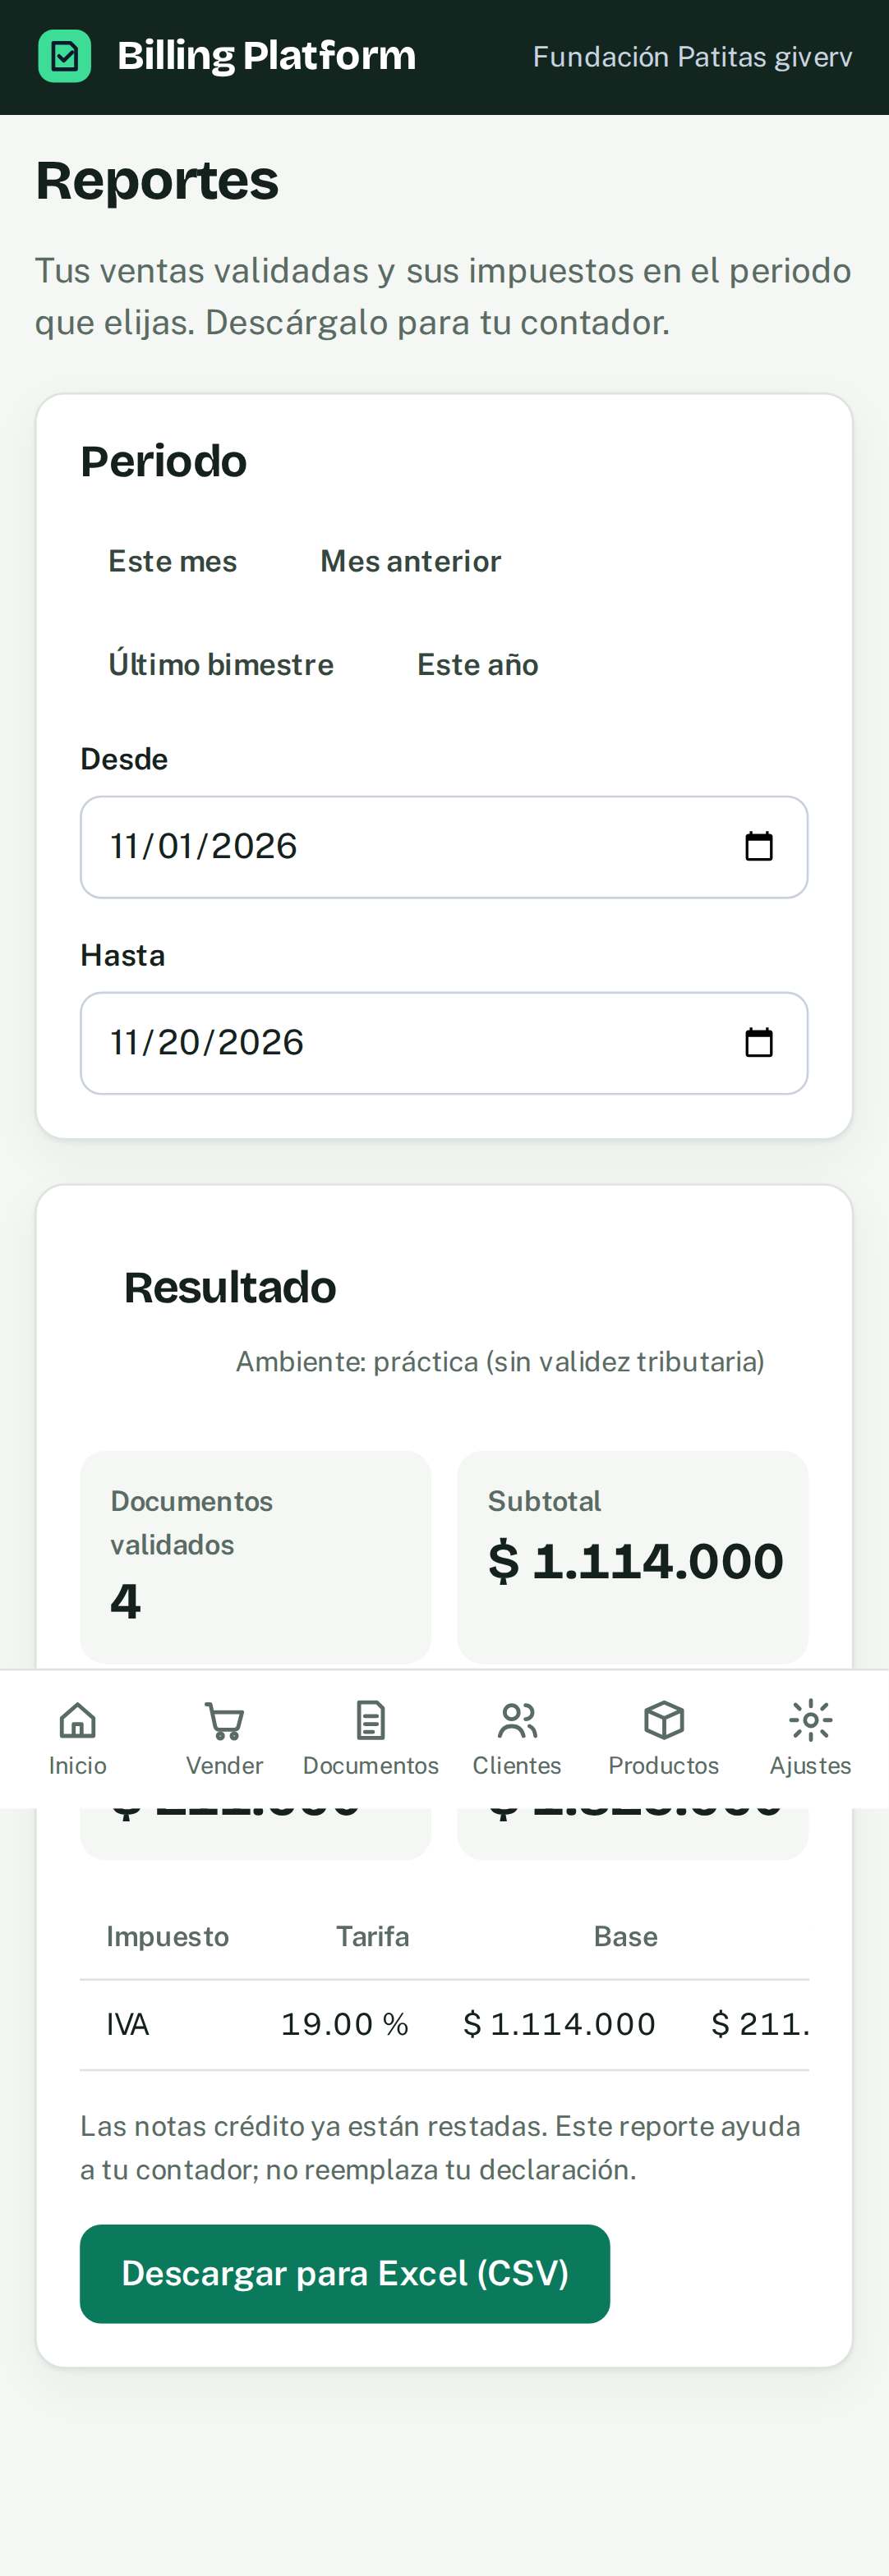 Billing Platform
Fundación Patitas giverv
Reportes
Tus ventas validadas y sus impuestos en el periodo
que elijas. Descárgalo para tu contador.
Periodo
Este mes
Mes anterior
Último bimestre
Este año
Desde
11/01/2026
Hasta
11/20/2026
Resultado
Ambiente: práctica (sin validez tributaria)
Documentos
validados
4
Subtotal
$ 1.114.000
Inicio
Vender
Documentos
Clientes
Productos
Ajustes
Impuesto Tarifa Base
IVA 19.00 % $ 1.114.000 $ 211.
Las notas crédito ya están restadas. Este reporte ayuda
a tu contador; no reemplaza tu declaración.
Descargar para Excel (CSV)